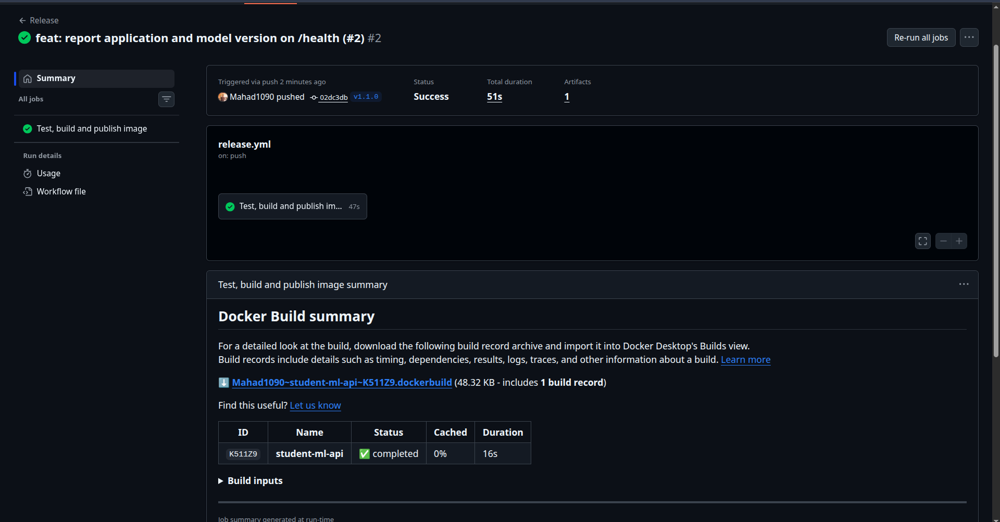 Release
feat: report application and model version on /health (#2) #2
Re-run all jobs
Summary
All jobs
Test, build and publish image
Run details
Usage
Workflow file
Triggered via push 2 minutes ago
Mahad1090 pushed 02dc3db v1.1.0
Status
Success
Total duration
51s
Artifacts
1
release.yml
on: push
Test, build and publish im... 47s
Test, build and publish image summary
Docker Build summary
For a detailed look at the build, download the following build record archive and import it into Docker Desktop's Builds view.
Build records include details such as timing, dependencies, results, logs, traces, and other information about a build. Learn more
Mahad1090~student-ml-api~K511Z9.dockerbuild (48.32 KB - includes 1 build record)
Find this useful? Let us know
ID Name Status Cached Duration
K511Z9 student-ml-api ✅ completed 0% 16s
Build inputs
Job summary generated at run-time